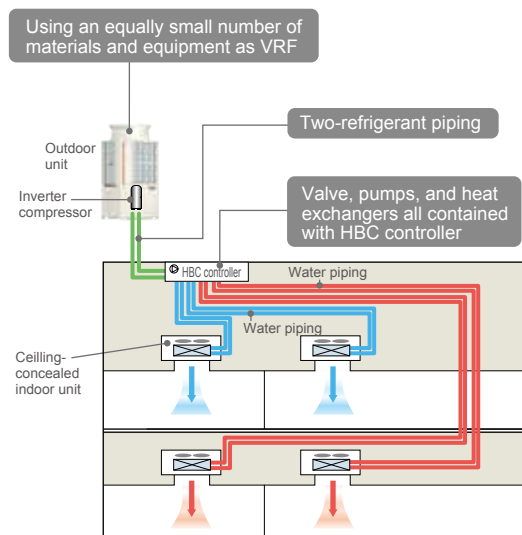 Using an equally small number of
materials and equipment as VRF
Outdoor
unit
Two-refrigerant piping
Inverter
compressor
Valve, pumps, and heat
exchangers all contained
with HBC controller
HBC controller
Water piping
Water piping
Ceilling-
concealed
indoor unit